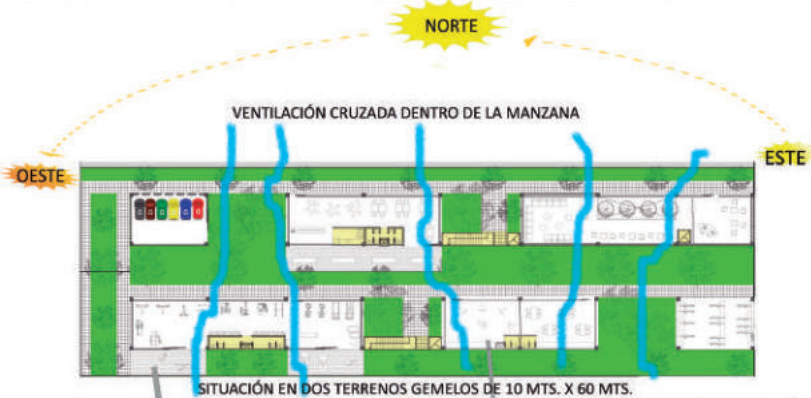 NORTE
VENTILACIÓN CRUZADA DENTRO DE LA MANZANA
OESTE
ESTE
SITUACIÓN EN DOS TERRENOS GEMELOS DE 10 MTS. X 60 MTS.